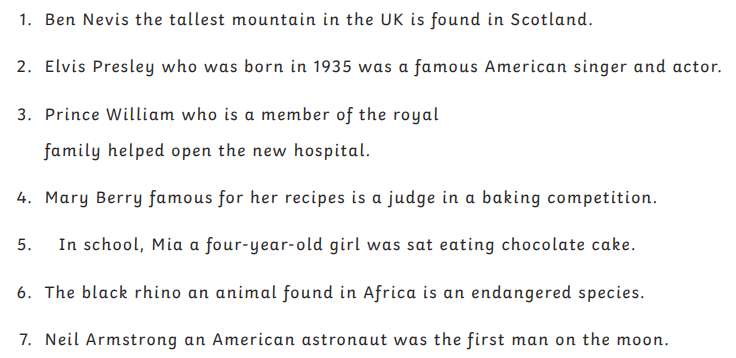 1. Ben Nevis the tallest mountain in the UK is found in Scotland.
2. Elvis Presley who was born in 1935 was a famous American singer and actor.
3. Prince William who is a member of the royal
family helped open the new hospital.
4. Mary Berry famous for her recipes is a judge in a baking competition.
5. In school, Mia a four-year-old girl was sat eating chocolate cake.
6. The black rhino an animal found in Africa is an endangered species.
7. Neil Armstrong an American astronaut was the first man on the moon.